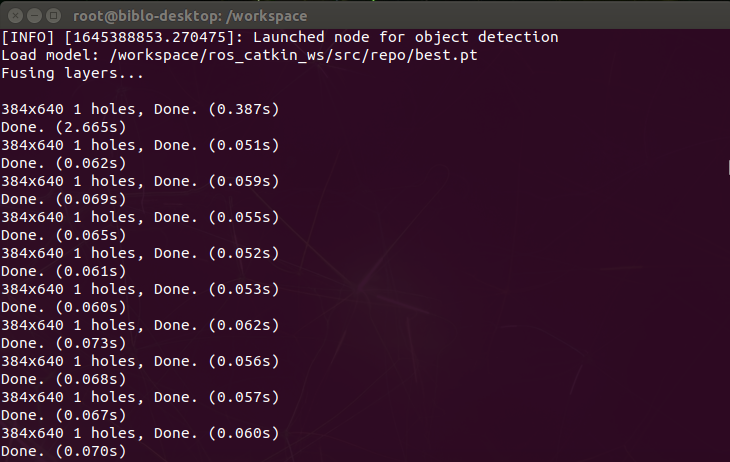 root@biblo-desktop: /workspace
[INFO] [1645388853.270475]: Launched node for object detection
Load model: /workspace/ros_catkin_ws/src/repo/best.pt
Fusing layers...
384x640 1 holes, Done. (0.387s)
Done. (2.665s)
384x640 1 holes, Done. (0.051s)
Done. (0.062s)
384x640 1 holes, Done. (0.059s)
Done. (0.069s)
384x640 1 holes, Done. (0.055s)
Done. (0.065s)
384x640 1 holes, Done. (0.052s)
Done. (0.061s)
384x640 1 holes, Done. (0.053s)
Done. (0.060s)
384x640 1 holes, Done. (0.062s)
Done. (0.073s)
384x640 1 holes, Done. (0.056s)
Done. (0.068s)
384x640 1 holes, Done. (0.057s)
Done. (0.067s)
384x640 1 holes, Done. (0.060s)
Done. (0.070s)